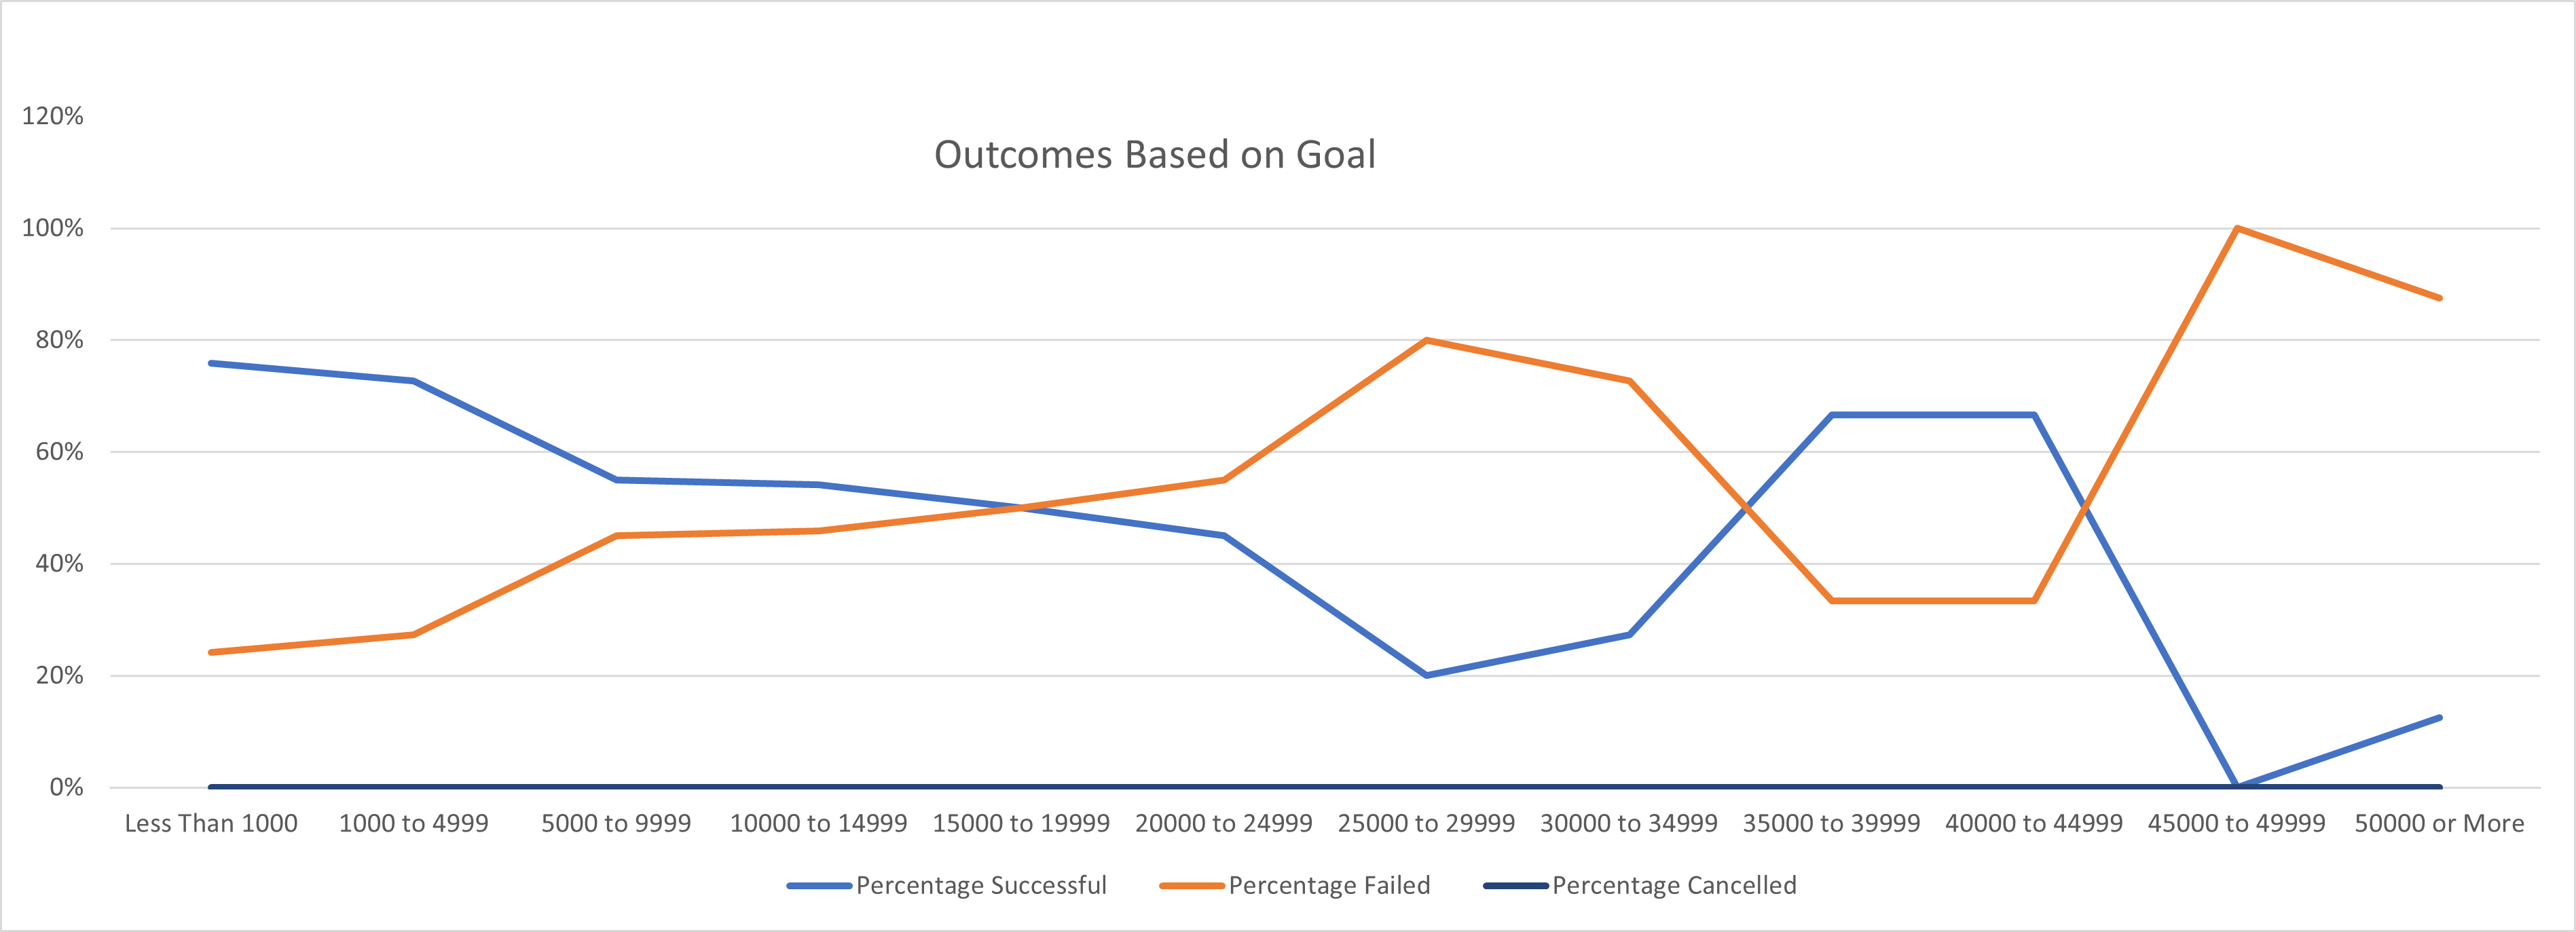 Outcomes Based on Goal
120%
100%
80%
60%
40%
20%
0%
Less Than 1000 1000 to 4999 5000 to 9999 10000 to 14999 15000 to 19999 20000 to 24999 25000 to 29999 30000 to 34999 35000 to 39999 40000 to 44999 45000 to 49999 50000 or More
Percentage Successful Percentage Failed Percentage Cancelled